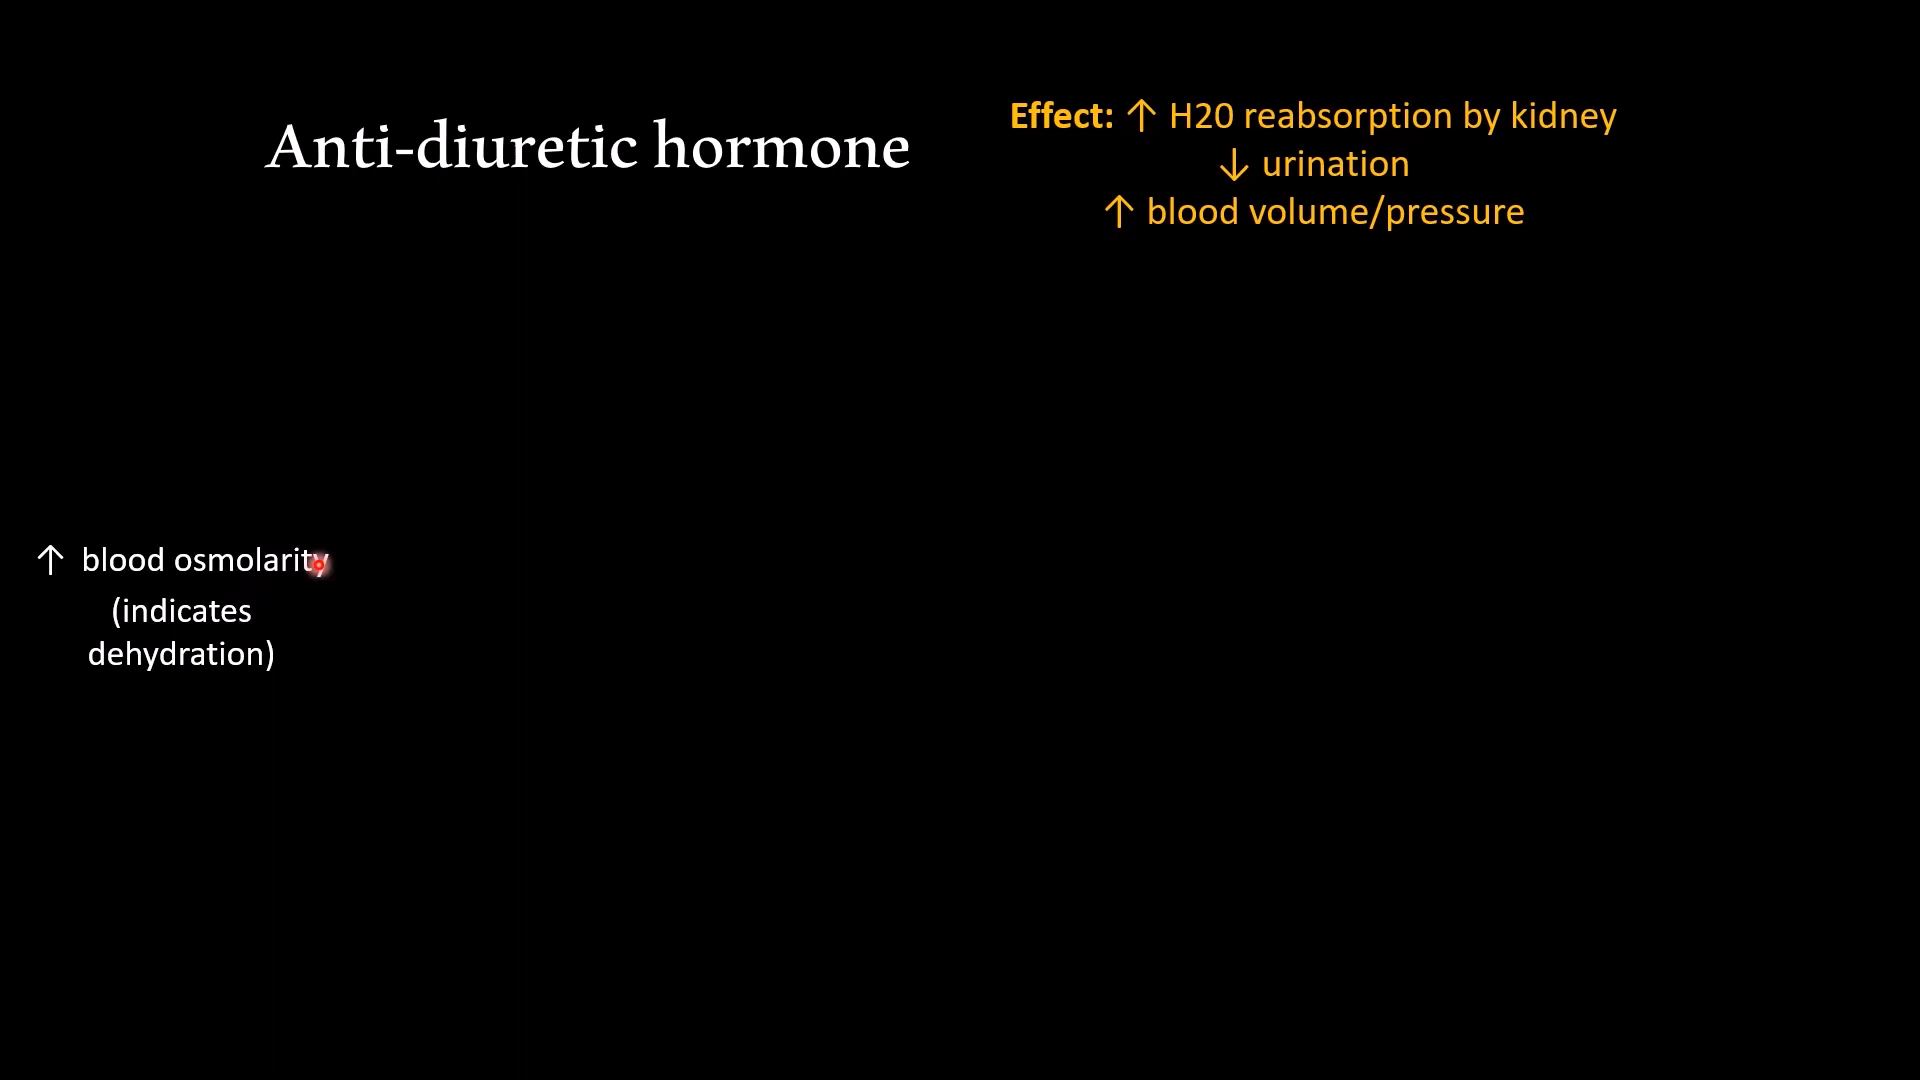 Anti-diuretic hormone
Effect: ↑ H20 reabsorption by kidney
↓ urination
↑ blood volume/pressure
↑ blood osmolarity
(indicates
dehydration)